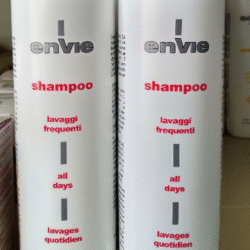 envie
shampoo
lavaggi
frequenti
all
days
lavages
quotidien
envie
shampoo
lavaggi
frequenti
all
days
lavages
quotidien